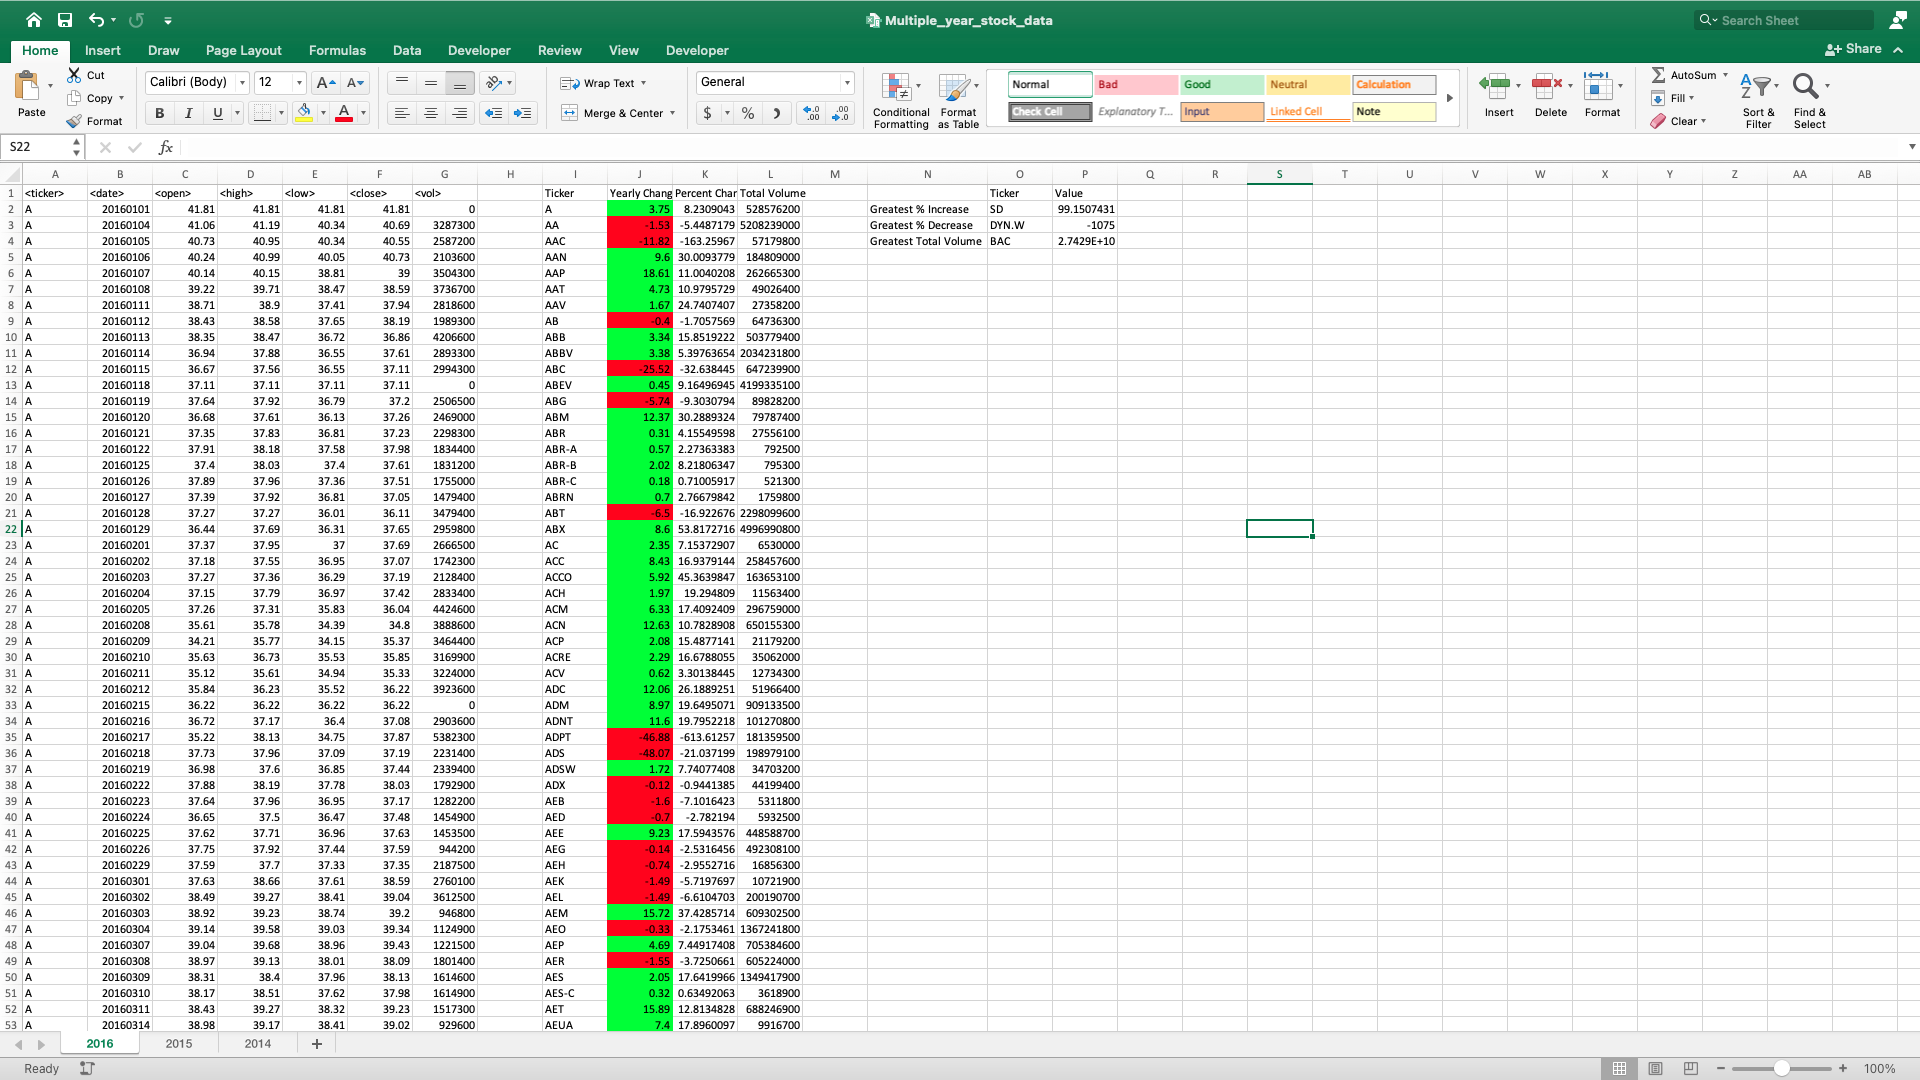 Multiple_year_stock_data
Search Sheet
Home Insert Draw Page Layout Formulas Data Developer Review View Developer
Share
Paste
Cut
Copy
Format
Calibri (Body) 12
B I U
Wrap Text
Merge & Center
General
$ % )
Conditional Formatting
Format as Table
Normal Bad Good Neutral Calculation
Check Cell Explanatory T... Input Linked Cell Note
Insert Delete Format
AutoSum
Fill
Clear
Sort & Filter
Find & Select
S22 fx
A B C D E F G H I J K L M N O P Q R S T U V W X Y Z AA AB
1 <ticker> <date> <open> <high> <low> <close> <vol> Ticker Yearly Chang Percent Char Total Volume Ticker Value
2 A 20160101 41.81 41.81 41.81 41.81 0 A 3.75 8.2309043 528576200 Greatest % Increase SD 99.1507431
3 A 20160104 41.06 41.19 40.34 40.69 3287300 AA -1.53 -5.4487179 5208239000 Greatest % Decrease DYN.W -1075
4 A 20160105 40.73 40.95 40.34 40.55 2587200 AAC -11.82 -163.25967 57179800 Greatest Total Volume BAC 2.7429E+10
5 A 20160106 40.24 40.99 40.05 40.73 2103600 AAN 9.6 30.0093779 184809000
6 A 20160107 40.14 40.15 38.81 39 3504300 AAP 18.61 11.0040208 262665300
7 A 20160108 39.22 39.71 38.47 38.59 3736700 AAT 4.73 10.9795729 49026400
8 A 20160111 38.71 38.9 37.41 37.94 2818600 AAV 1.67 24.7407407 27358200
9 A 20160112 38.43 38.58 37.65 38.19 1989300 AB -0.4 -1.7057569 64736300
10 A 20160113 38.35 38.47 36.72 36.86 4206600 ABB 3.34 15.8519222 503779400
11 A 20160114 36.94 37.88 36.55 37.61 2893300 ABBV 3.38 5.39763654 2034231800
12 A 20160115 36.67 37.56 36.55 37.11 2994300 ABC -25.52 -32.638445 647239900
13 A 20160118 37.11 37.11 37.11 37.11 0 ABEV 0.45 9.16496945 4199335100
14 A 20160119 37.64 37.92 36.79 37.2 2506500 ABG -5.74 -9.3030794 89828200
15 A 20160120 36.68 37.61 36.13 37.26 2469000 ABM 12.37 30.2889324 79787400
16 A 20160121 37.35 37.83 36.81 37.23 2298300 ABR 0.31 4.15549598 27556100
17 A 20160122 37.91 38.18 37.58 37.98 1834400 ABR-A 0.57 2.27363383 792500
18 A 20160125 37.4 38.03 37.4 37.61 1831200 ABR-B 2.02 8.21806347 795300
19 A 20160126 37.89 37.96 37.36 37.51 1755000 ABR-C 0.18 0.71005917 521300
20 A 20160127 37.39 37.92 36.81 37.05 1479400 ABRN 0.7 2.76679842 1759800
21 A 20160128 37.27 37.27 36.01 36.11 3479400 ABT -6.5 -16.922676 2298099600
22 A 20160129 36.44 37.69 36.31 37.65 2959800 ABX 8.6 53.8172716 4996990800
23 A 20160201 37.37 37.95 37 37.69 2666500 AC 2.35 7.15372907 6530000
24 A 20160202 37.18 37.55 36.95 37.07 1742300 ACC 8.43 16.9379144 258457600
25 A 20160203 37.27 37.36 36.29 37.19 2128400 ACCO 5.92 45.3639847 163653100
26 A 20160204 37.15 37.79 36.97 37.42 2833400 ACH 1.97 19.294809 11563400
27 A 20160205 37.26 37.31 35.83 36.04 4424600 ACM 6.33 17.4092409 296759000
28 A 20160208 35.61 35.78 34.39 34.8 3888600 ACN 12.63 10.7828908 650155300
29 A 20160209 34.21 35.77 34.15 35.37 3464400 ACP 2.08 15.4877141 21179200
30 A 20160210 35.63 36.73 35.53 35.85 3169900 ACRE 2.29 16.6788055 35062000
31 A 20160211 35.12 35.61 34.94 35.33 3224000 ACV 0.62 3.30138445 12734300
32 A 20160212 35.84 36.23 35.52 36.22 3923600 ADC 12.06 26.1889251 51966400
33 A 20160215 36.22 36.22 36.22 36.22 0 ADM 8.97 19.6495071 909133500
34 A 20160216 36.72 37.17 36.4 37.08 2903600 ADNT 11.6 19.7952218 101270800
35 A 20160217 35.22 38.13 34.75 37.87 5382300 ADPT -46.88 -613.61257 181359500
36 A 20160218 37.73 37.96 37.09 37.19 2231400 ADS -48.07 -21.037199 198979100
37 A 20160219 36.98 37.6 36.85 37.44 2339400 ADSW 1.72 7.74077408 34703200
38 A 20160222 37.88 38.19 37.78 38.03 1792900 ADX -0.12 -0.9441385 44199400
39 A 20160223 37.64 37.96 36.95 37.17 1282200 AEB -1.6 -7.1016423 5311800
40 A 20160224 36.65 37.5 36.47 37.48 1454900 AED -0.7 -2.782194 5932500
41 A 20160225 37.62 37.71 36.96 37.63 1453500 AEE 9.23 17.5943576 448588700
42 A 20160226 37.75 37.92 37.44 37.59 944200 AEG -0.14 -2.5316456 492308100
43 A 20160229 37.59 37.7 37.33 37.35 2187500 AEH -0.74 -2.9552716 16856300
44 A 20160301 37.63 38.66 37.61 38.59 2760100 AEK -1.49 -5.7197697 10721900
45 A 20160302 38.49 39.27 38.41 39.04 3612500 AEL -1.49 -6.6104703 200190700
46 A 20160303 38.92 39.23 38.74 39.2 946800 AEM 15.72 37.4285714 609302500
47 A 20160304 39.14 39.58 39.03 39.34 1124900 AEO -0.33 -2.1753461 1367241800
48 A 20160307 39.04 39.68 38.96 39.43 1221500 AEP 4.69 7.44917408 705384600
49 A 20160308 38.97 39.13 38.01 38.09 1801400 AER -1.55 -3.7250661 605224000
50 A 20160309 38.31 38.4 37.96 38.13 1614600 AES 2.05 17.6419966 1349417900
51 A 20160310 38.17 38.51 37.62 37.98 1614900 AES-C 0.32 0.63492063 3618900
52 A 20160311 38.43 39.27 38.32 39.23 1517300 AET 15.89 12.8134828 688246900
53 A 20160314 38.98 39.17 38.41 39.02 929600 AEUA 7.4 17.8960097 9916700
2016 2015 2014 +
Ready 100%